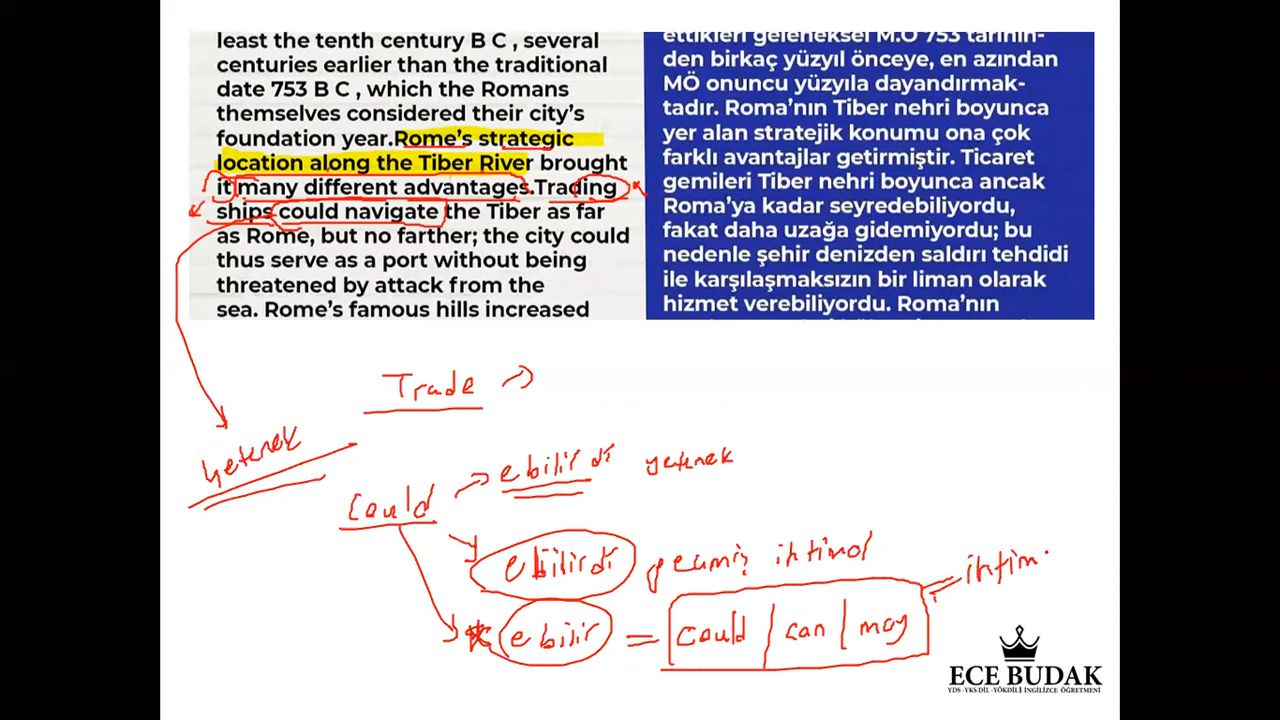 least the tenth century B C , several
centuries earlier than the traditional
date 753 B C , which the Romans
themselves considered their city's
foundation year.Rome's strategic
location along the Tiber River brought
it many different advantages.Trading
ships could navigate the Tiber as far
as Rome, but no farther; the city could
thus serve as a port without being
threatened by attack from the
sea. Rome's famous hills increased
ettikleri geleneksel M.Ö 753 tarihin-
den birkaç yüzyıl önceye, en azından
MÖ onuncu yüzyıla dayandırmak-
tadır. Roma'nın Tiber nehri boyunca
yer alan stratejik konumu ona çok
farklı avantajlar getirmiştir. Ticaret
gemileri Tiber nehri boyunca ancak
Roma'ya kadar seyredebiliyordu,
fakat daha uzağa gidemiyordu; bu
nedenle şehir denizden saldırı tehdidi
ile karşılaşmaksızın bir liman olarak
hizmet verebiliyordu. Roma'nın
Trade →
yetenek
Could → ebilirdi yetenek
ebilirdi geçmiş ihtimal
* ebilir = could / can / may = ihtim
ECE BUDAK
YDS -YKS DİL -YÖKDİL | İNGİLİZCE ÖĞRETMENİ